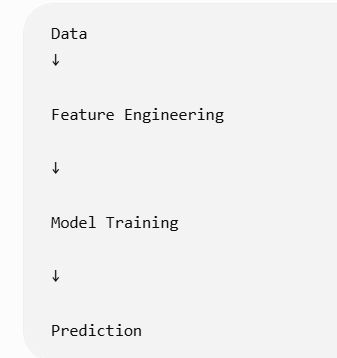 Data
↓
Feature Engineering
↓
Model Training
↓
Prediction